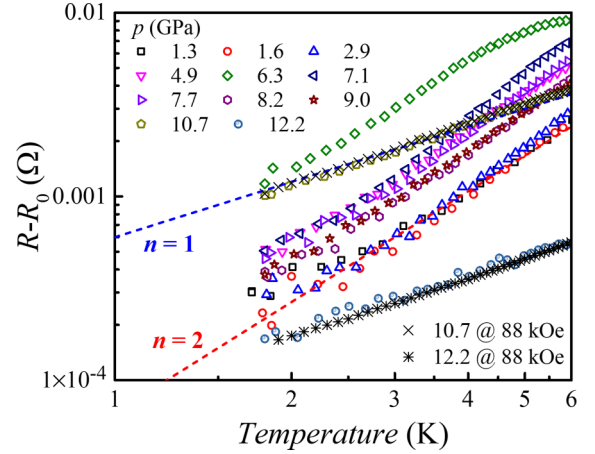 0.01
p (GPa)
1.3 1.6 2.9
4.9 6.3 7.1
7.7 8.2 9.0
10.7 12.2
0.001
R-R₀ (Ω)
n = 1
n = 2
10.7 @ 88 kOe
12.2 @ 88 kOe
1×10⁻⁴
1 2 3 4 5 6
Temperature (K)